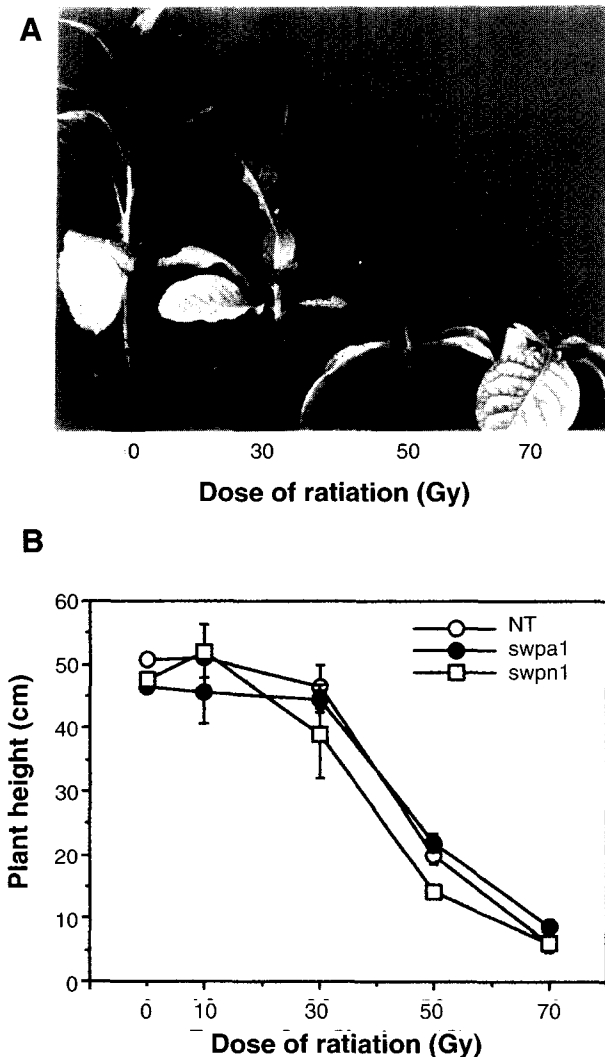 A
0 30 50 70
Dose of ratiation (Gy)
B
Plant height (cm)
60
50
40
30
20
10
0
NT
swpa1
swpn1
0 10 30 50 70
Dose of ratiation (Gy)